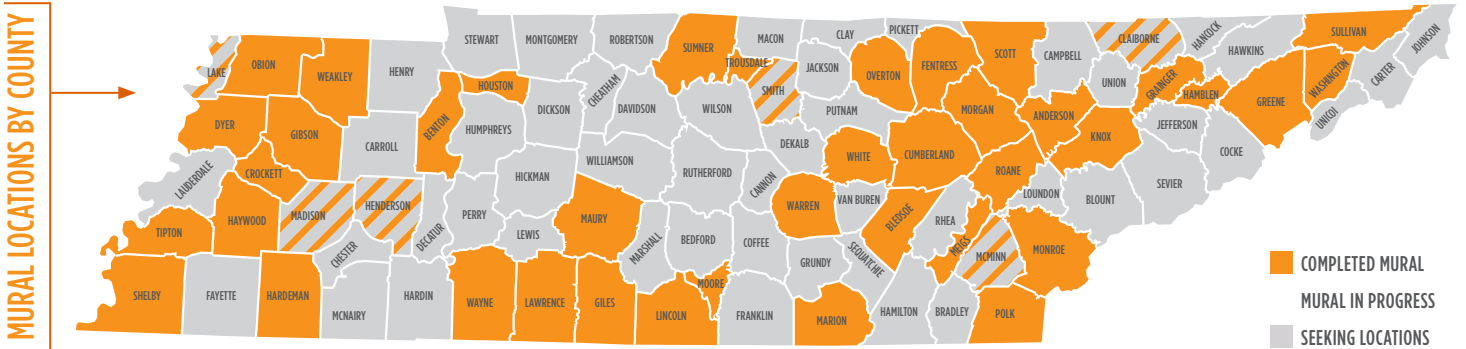 MURAL LOCATIONS BY COUNTY
STEWART
MONTGOMERY
ROBERTSON
SUMNER
MACON
CLAY
PICKETT
SCOTT
CAMPBELL
CLAIBORNE
HANCOCK
HAWKINS
SULLIVAN
JOHNSON
LAKE
OBION
WEAKLEY
HENRY
HOUSTON
CHEATHAM
TROUSDALE
SMITH
JACKSON
OVERTON
FENTRESS
UNION
GRAINGER
HAMBLEN
GREENE
WASHINGTON
CARTER
UNICOI
DYER
GIBSON
CARROLL
BENTON
HUMPHREYS
DICKSON
DAVIDSON
WILSON
PUTNAM
MORGAN
ANDERSON
KNOX
JEFFERSON
COCKE
LAUDERDALE
CROCKETT
WILLIAMSON
RUTHERFORD
DEKALB
CANNON
WHITE
CUMBERLAND
ROANE
LOUNDON
BLOUNT
SEVIER
TIPTON
HAYWOOD
MADISON
HENDERSON
DECATUR
PERRY
HICKMAN
MAURY
WARREN
VAN BUREN
BLEDSOE
RHEA
MEIGS
MCMINN
MONROE
CHESTER
LEWIS
MARSHALL
BEDFORD
COFFEE
GRUNDY
SEQUATCHIE
SHELBY
FAYETTE
HARDEMAN
MCNAIRY
HARDIN
WAYNE
LAWRENCE
GILES
LINCOLN
MOORE
FRANKLIN
MARION
HAMILTON
BRADLEY
POLK
COMPLETED MURAL
MURAL IN PROGRESS
SEEKING LOCATIONS